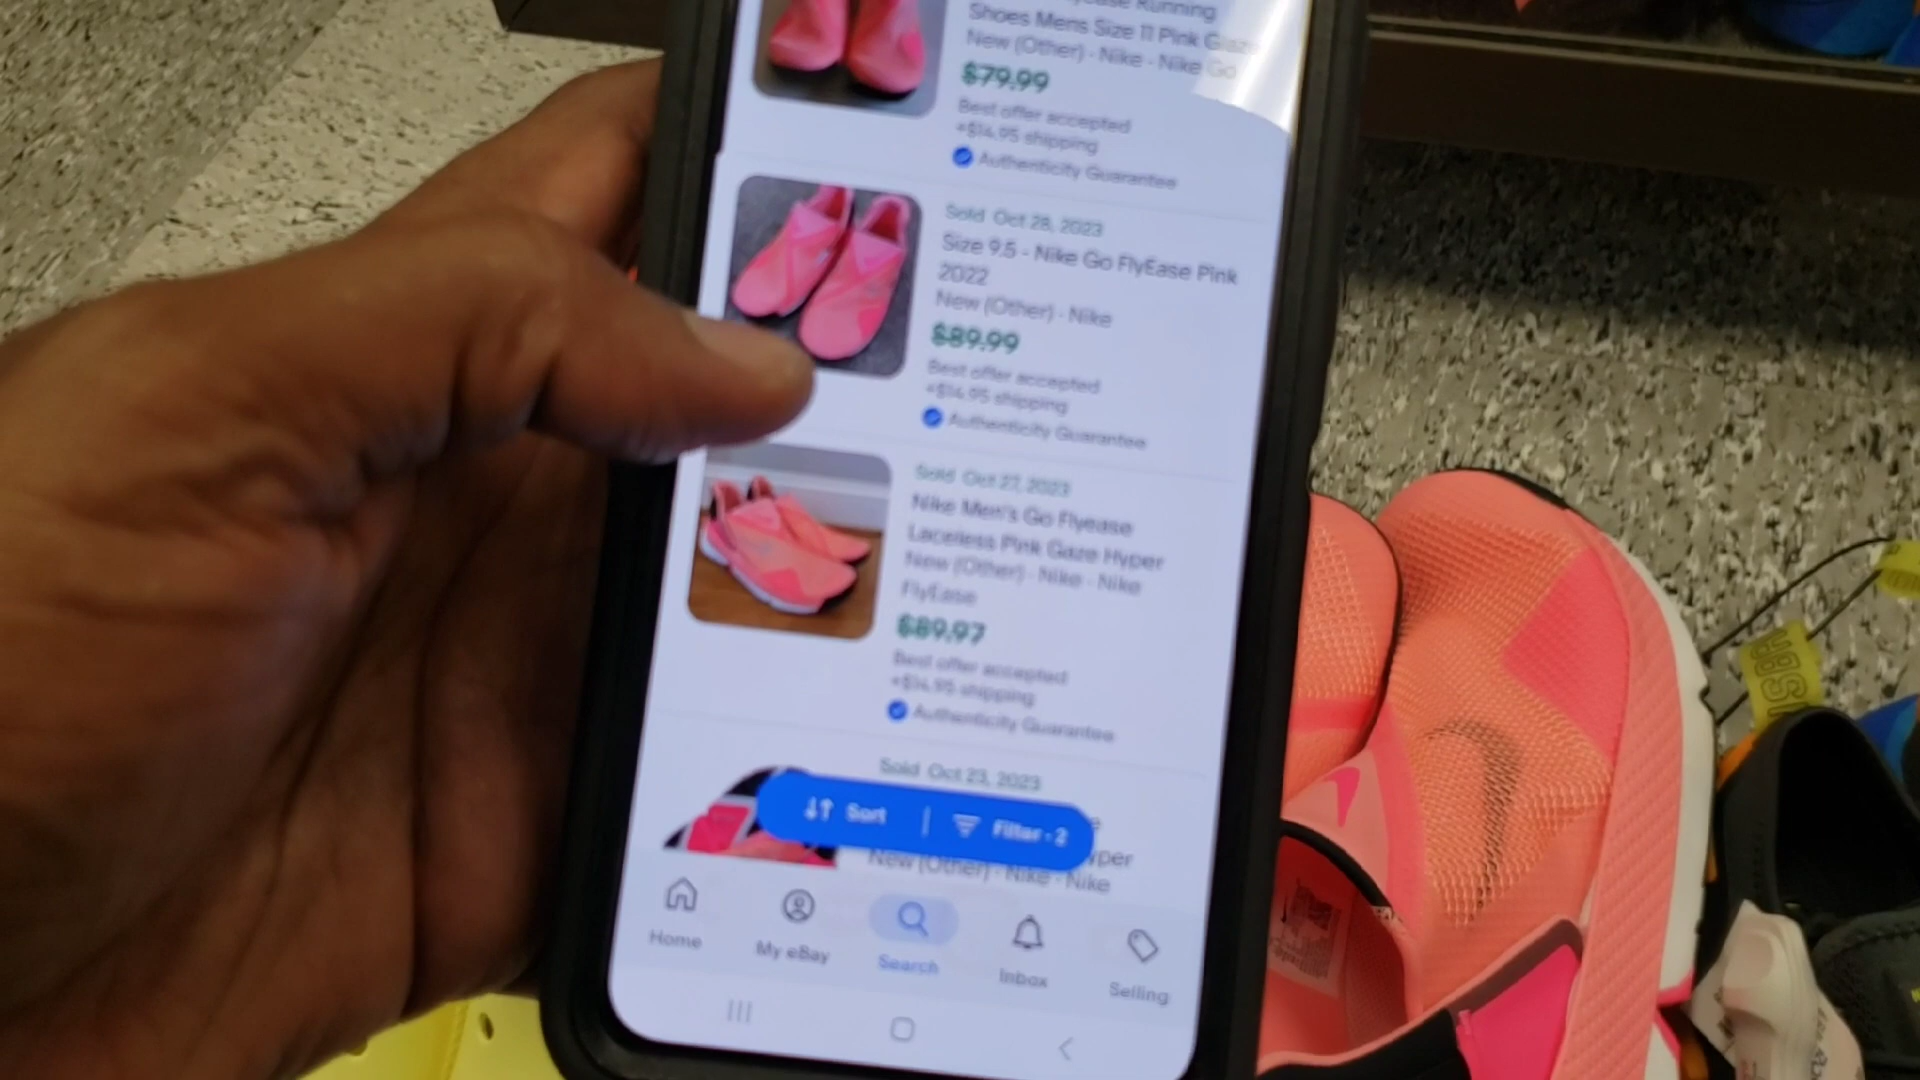 Running
Shoes Mens Size 11 Pink Glaze
New (Other) · Nike · Nike Go
$79.99
Best offer accepted
+$14.95 shipping
Authenticity Guarantee
Sold Oct 28, 2023
Size 9.5 - Nike Go FlyEase Pink
2022
New (Other) · Nike
$89.99
Best offer accepted
+$14.95 shipping
Authenticity Guarantee
Sold Oct 27, 2023
Nike Men's Go Flyease
Laceless Pink Gaze Hyper
New (Other) · Nike · Nike
FlyEase
$89.97
Best offer accepted
+$14.95 shipping
Authenticity Guarantee
Sold Oct 23, 2023
Sort
Filter · 2
New (Other) · Nike · Nike
Home
My eBay
Search
Inbox
Selling